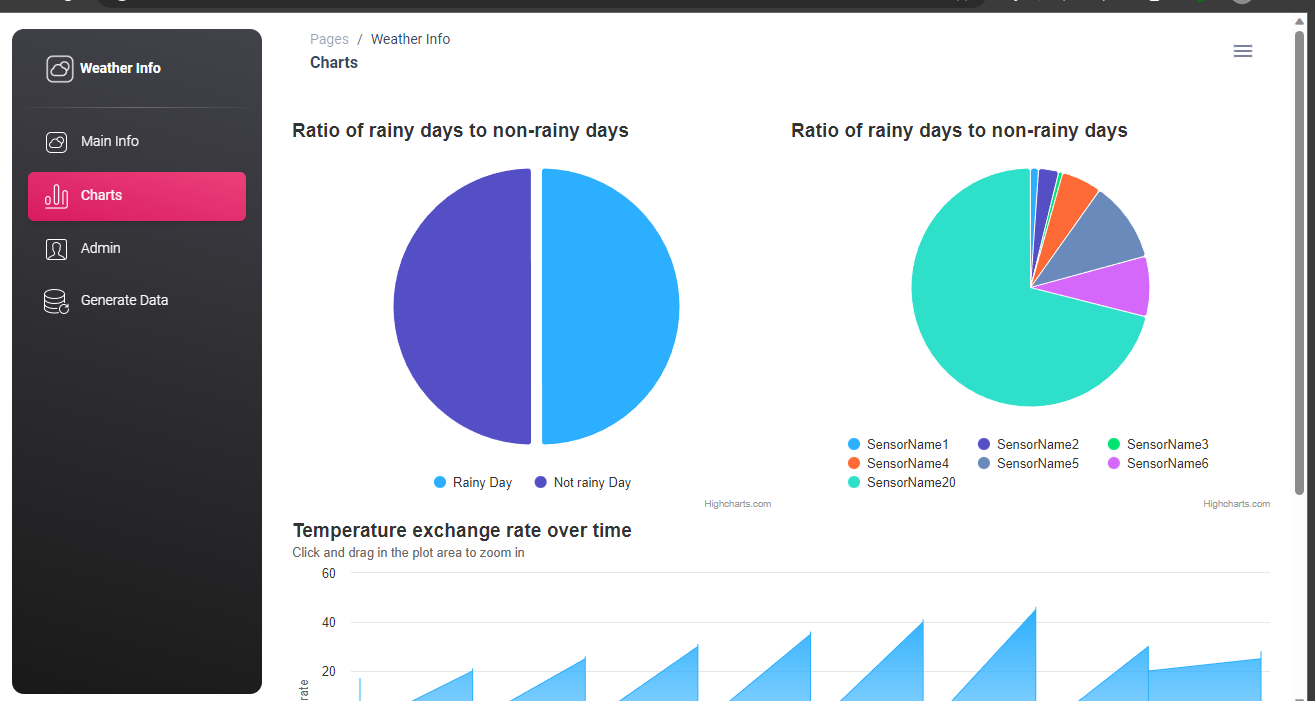 Weather Info
Main Info
Charts
Admin
Generate Data
Pages / Weather Info
Charts
Ratio of rainy days to non-rainy days
Rainy Day Not rainy Day
Highcharts.com
Ratio of rainy days to non-rainy days
SensorName1 SensorName2 SensorName3
SensorName4 SensorName5 SensorName6
SensorName20
Highcharts.com
Temperature exchange rate over time
Click and drag in the plot area to zoom in
60
40
20
rate